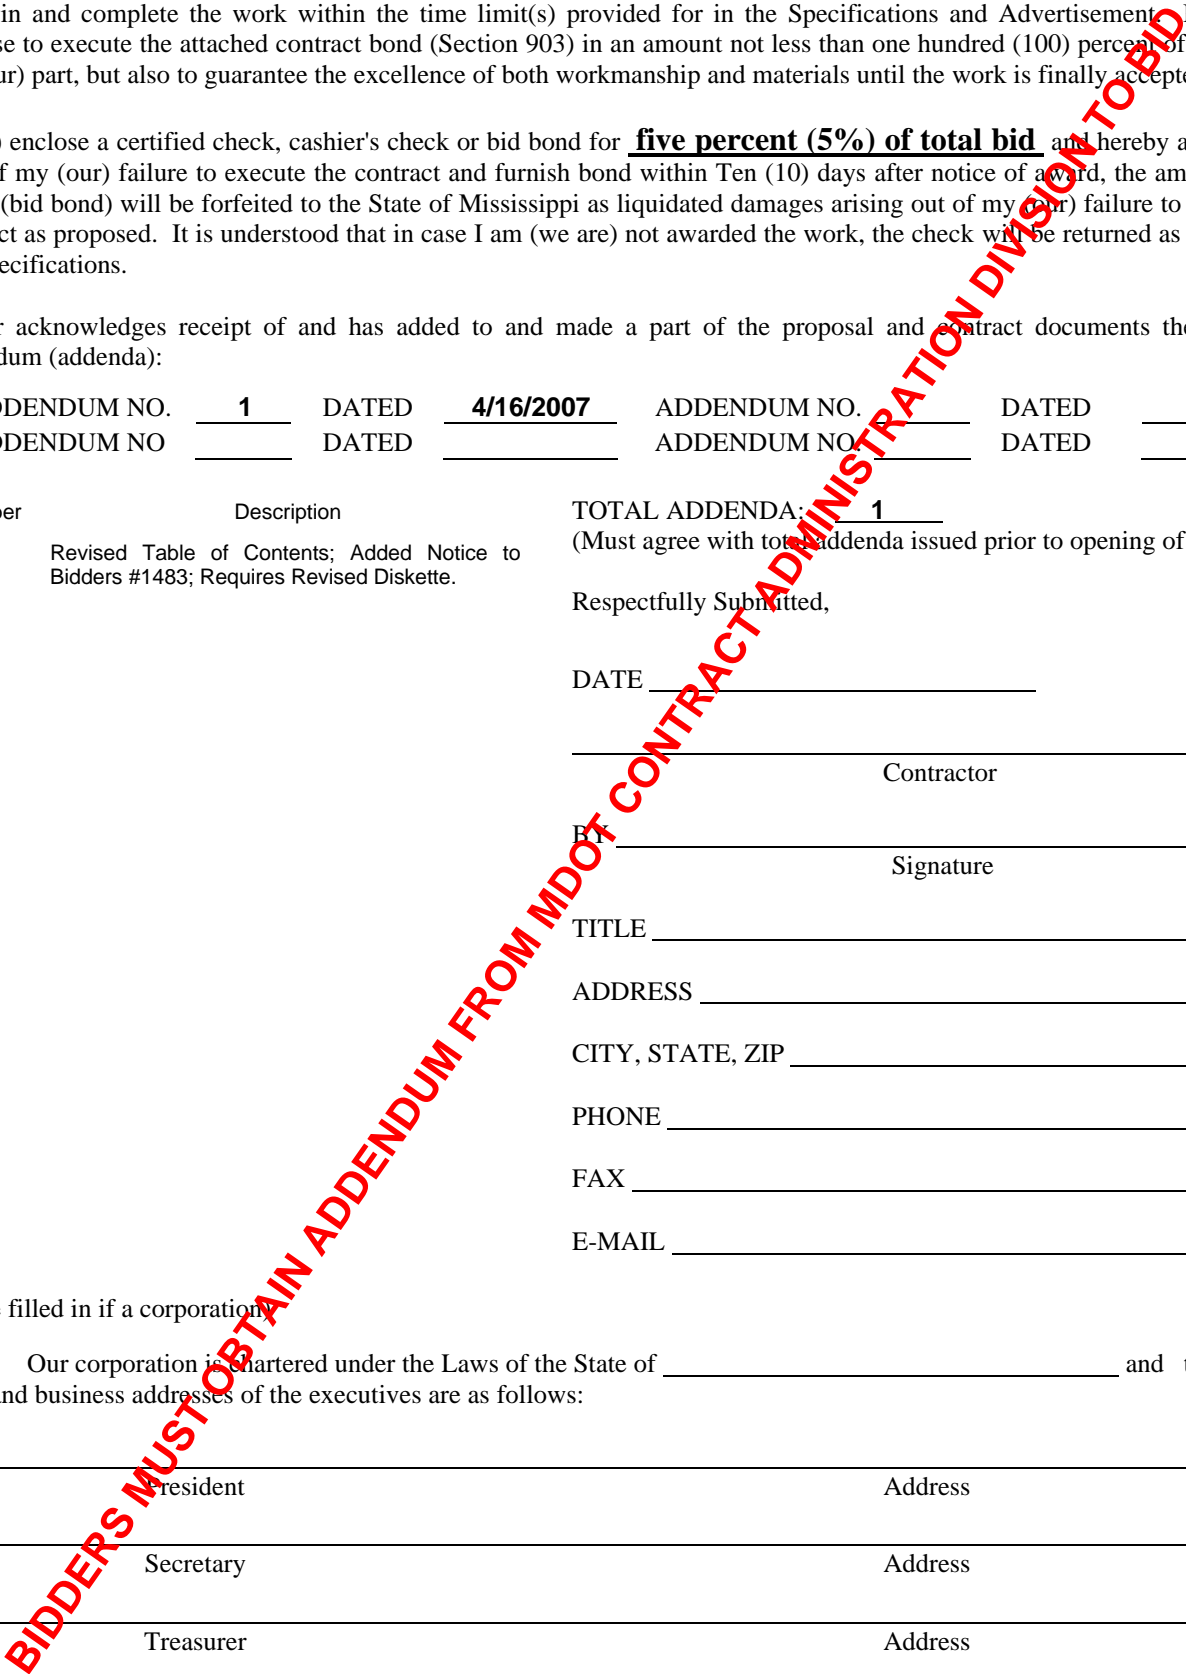 in and complete the work within the time limit(s) provided for in the Specifications and Advertisement.
se to execute the attached contract bond (Section 903) in an amount not less than one hundred (100) percent of
ur) part, but also to guarantee the excellence of both workmanship and materials until the work is finally accepte
) enclose a certified check, cashier's check or bid bond for five percent (5%) of total bid and hereby a
f my (our) failure to execute the contract and furnish bond within Ten (10) days after notice of award, the am
(bid bond) will be forfeited to the State of Mississippi as liquidated damages arising out of my (our) failure to
ct as proposed. It is understood that in case I am (we are) not awarded the work, the check will be returned as
ecifications.
r acknowledges receipt of and has added to and made a part of the proposal and contract documents the
dum (addenda):
DDENDUM NO. 1 DATED 4/16/2007 ADDENDUM NO. DATED
DDENDUM NO DATED ADDENDUM NO. DATED
ber Description
Revised Table of Contents; Added Notice to
Bidders #1483; Requires Revised Diskette.
TOTAL ADDENDA: 1
(Must agree with total addenda issued prior to opening of
Respectfully Submitted,
DATE
Contractor
BY
Signature
TITLE
ADDRESS
CITY, STATE, ZIP
PHONE
FAX
E-MAIL
filled in if a corporation)
Our corporation is chartered under the Laws of the State of and t
and business addresses of the executives are as follows:
President Address
Secretary Address
Treasurer Address
BIDDERS MUST OBTAIN ADDENDUM FROM MDOT CONTRACT ADMINISTRATION DIVISION TO BID